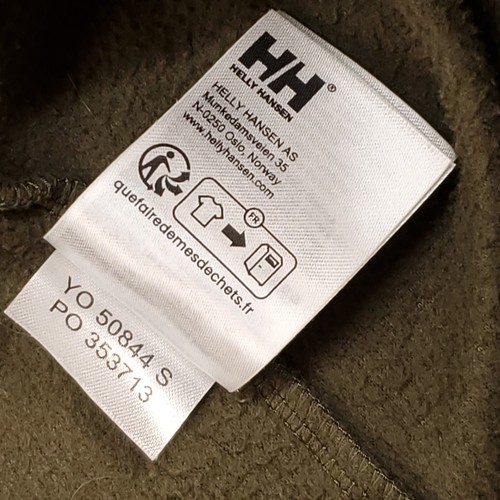 HH®
HELLY HANSEN
HELLY HANSEN AS
Munkedamsveien 35
N-0250 Oslo, Norway
www.hellyhansen.com
FR
quefairedemesdechets.fr
YO 50844 S
PO 353713